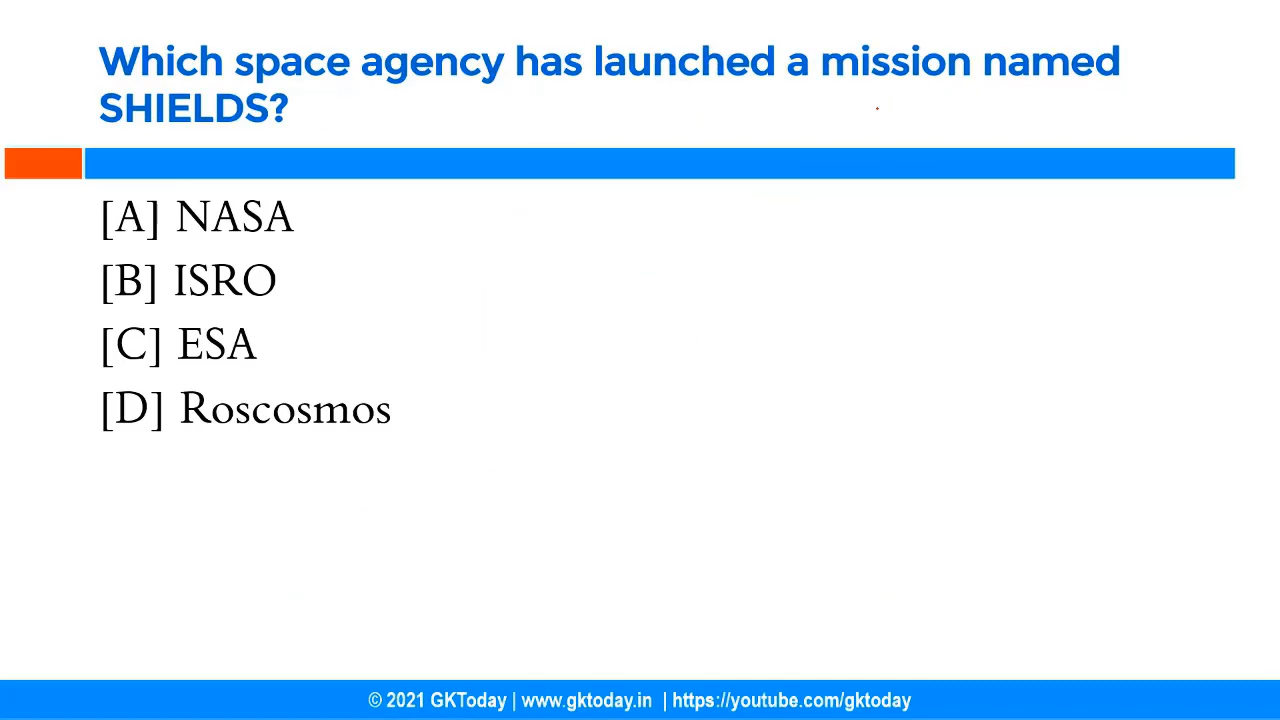 Which space agency has launched a mission named
SHIELDS?
[A] NASA
[B] ISRO
[C] ESA
[D] Roscosmos
© 2021 GKToday | www.gktoday.in | https://youtube.com/gktoday